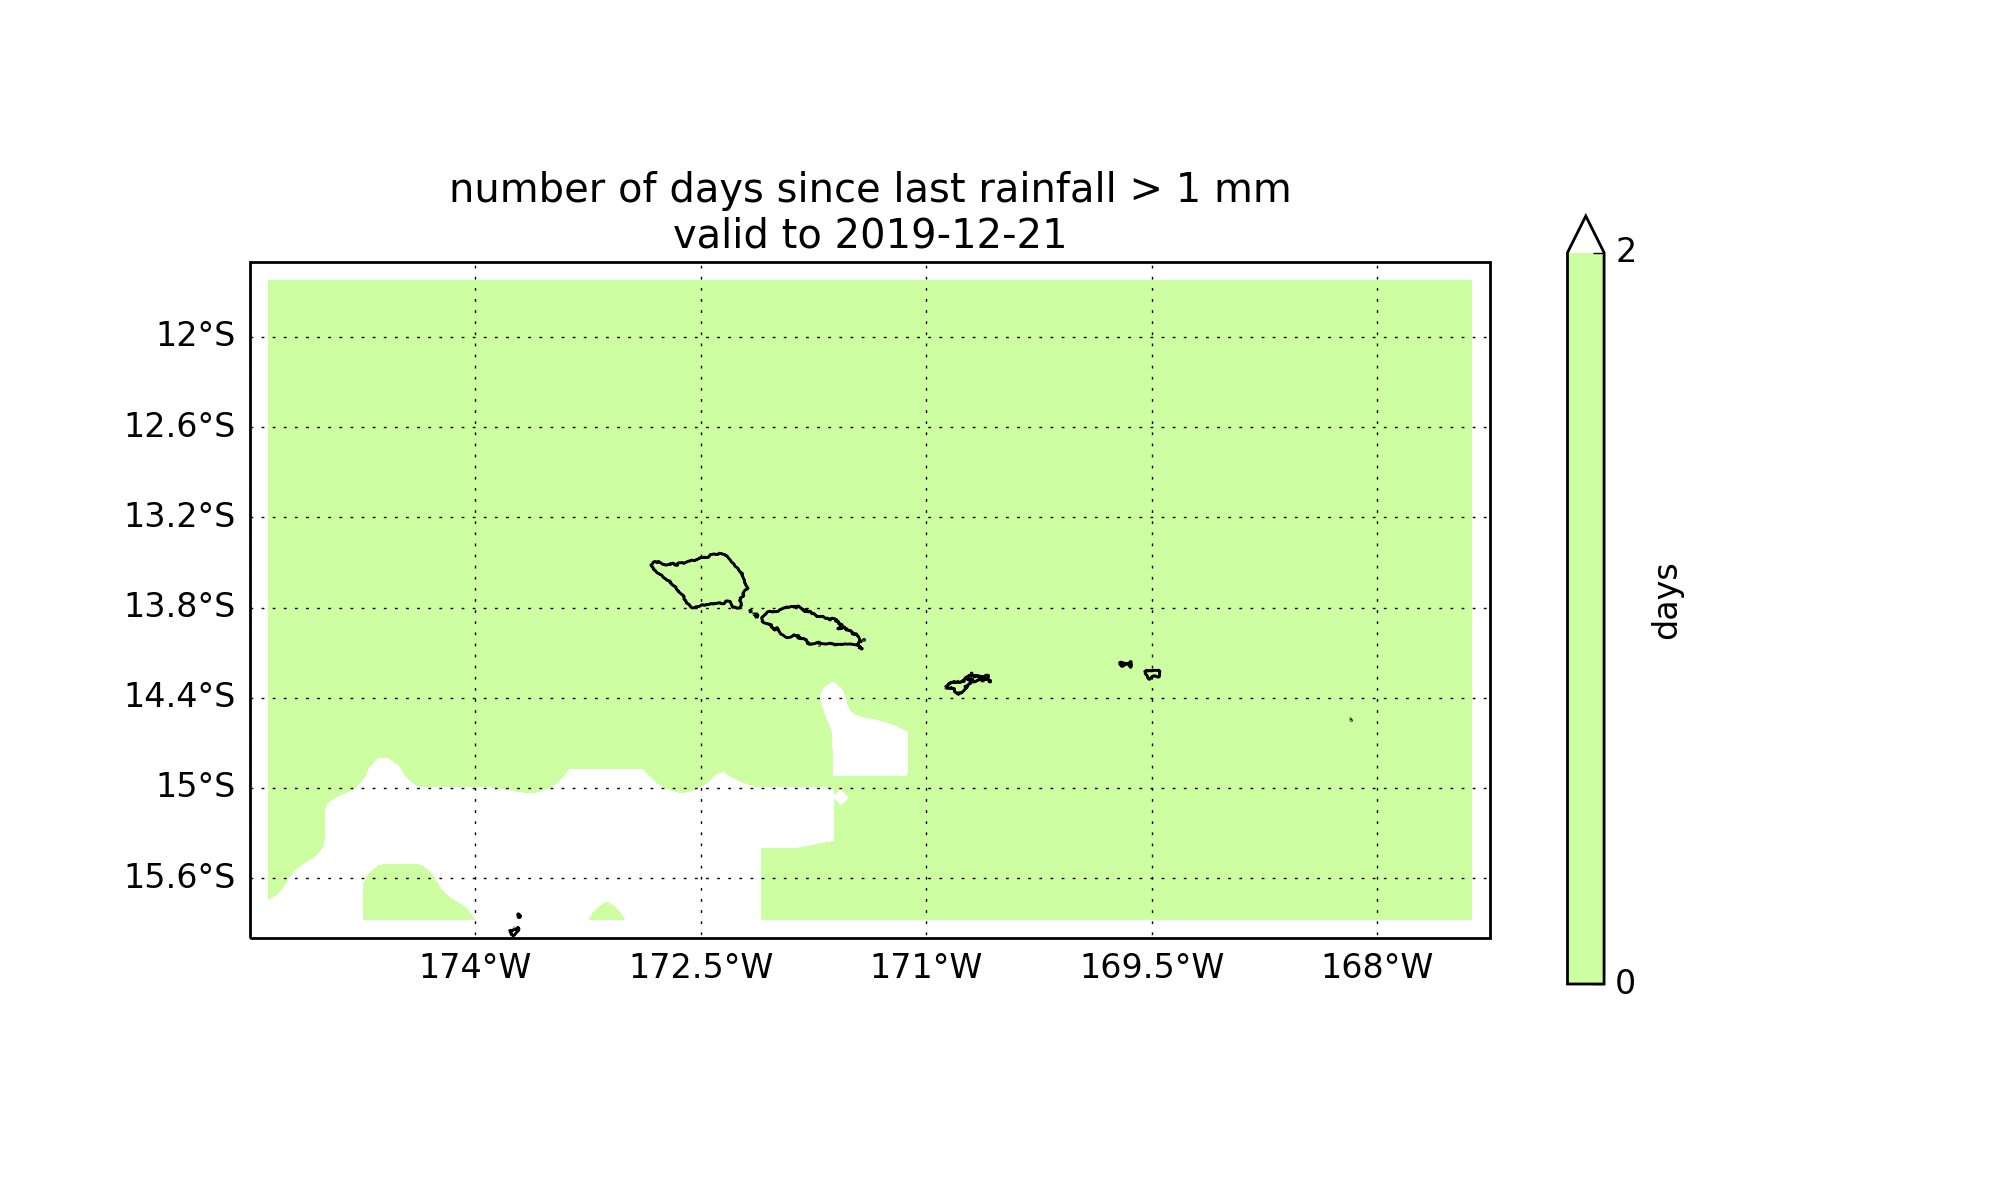 number of days since last rainfall > 1 mm
valid to 2019-12-21
2
12°S
12.6°S
13.2°S
13.8°S
days
14.4°S
15°S
15.6°S
174°W 172.5°W 171°W 169.5°W 168°W
0